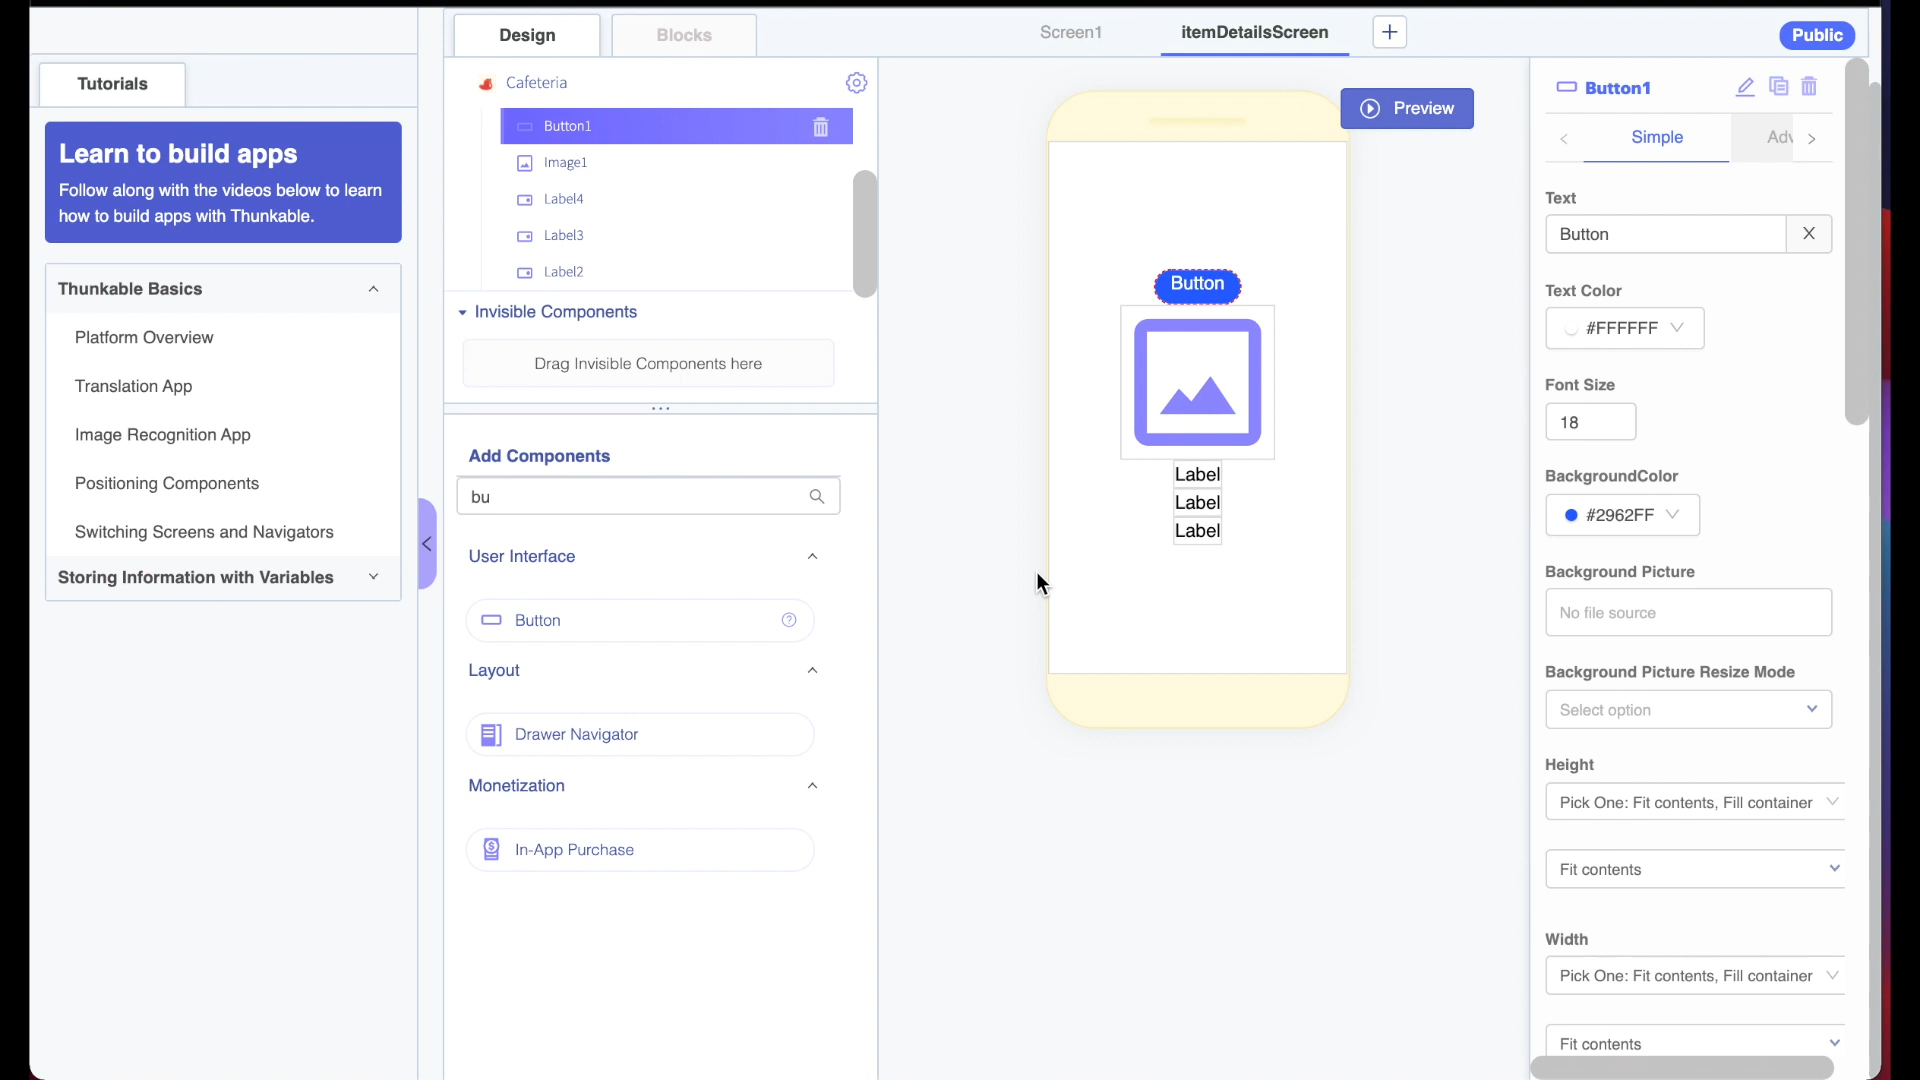 Design
Blocks
Screen1
itemDetailsScreen
Public
Tutorials
Learn to build apps
Follow along with the videos below to learn
how to build apps with Thunkable.
Thunkable Basics
Platform Overview
Translation App
Image Recognition App
Positioning Components
Switching Screens and Navigators
Storing Information with Variables
Cafeteria
Button1
Image1
Label4
Label3
Label2
Invisible Components
Drag Invisible Components here
Add Components
bu
User Interface
Button
Layout
Drawer Navigator
Monetization
In-App Purchase
Preview
Button
Label
Label
Label
Button1
Simple
Adv
Text
Button
X
Text Color
#FFFFFF
Font Size
18
BackgroundColor
#2962FF
Background Picture
No file source
Background Picture Resize Mode
Select option
Height
Pick One: Fit contents, Fill container
Fit contents
Width
Pick One: Fit contents, Fill container
Fit contents